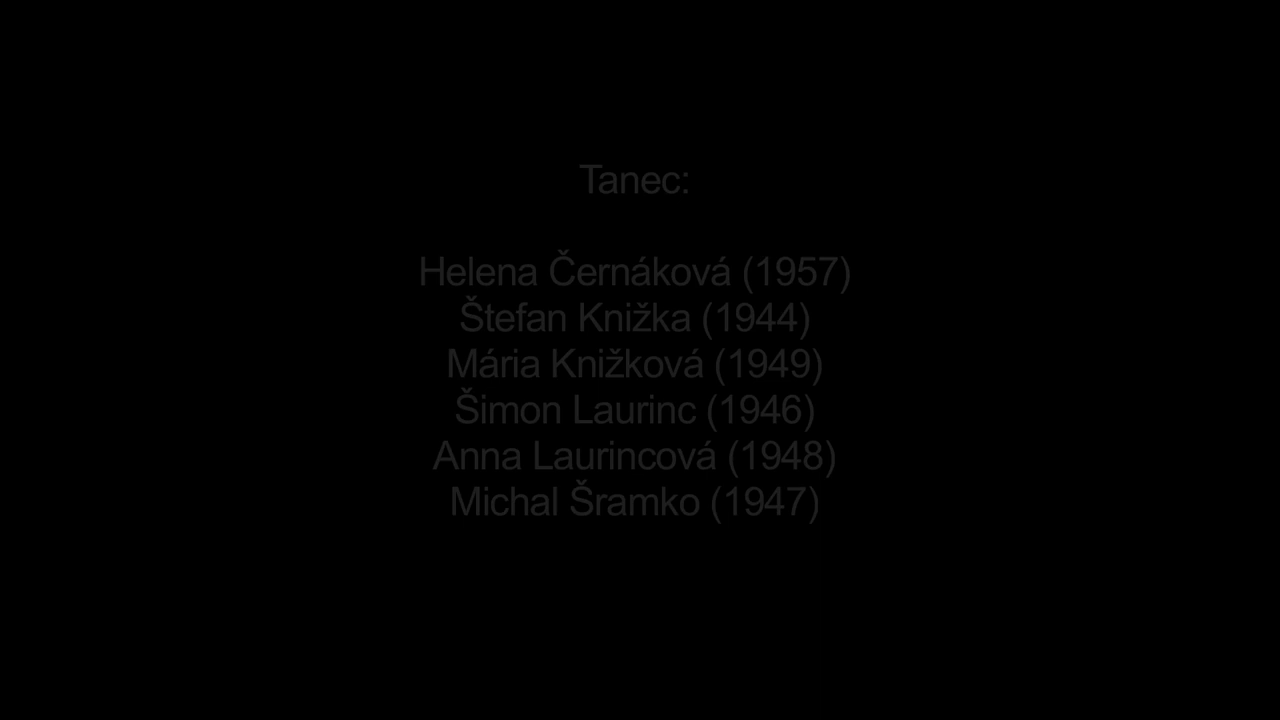 Tanec:
Helena Černáková (1957)
Štefan Knižka (1944)
Mária Knižková (1949)
Šimon Laurinc (1946)
Anna Laurincová (1948)
Michal Šramko (1947)